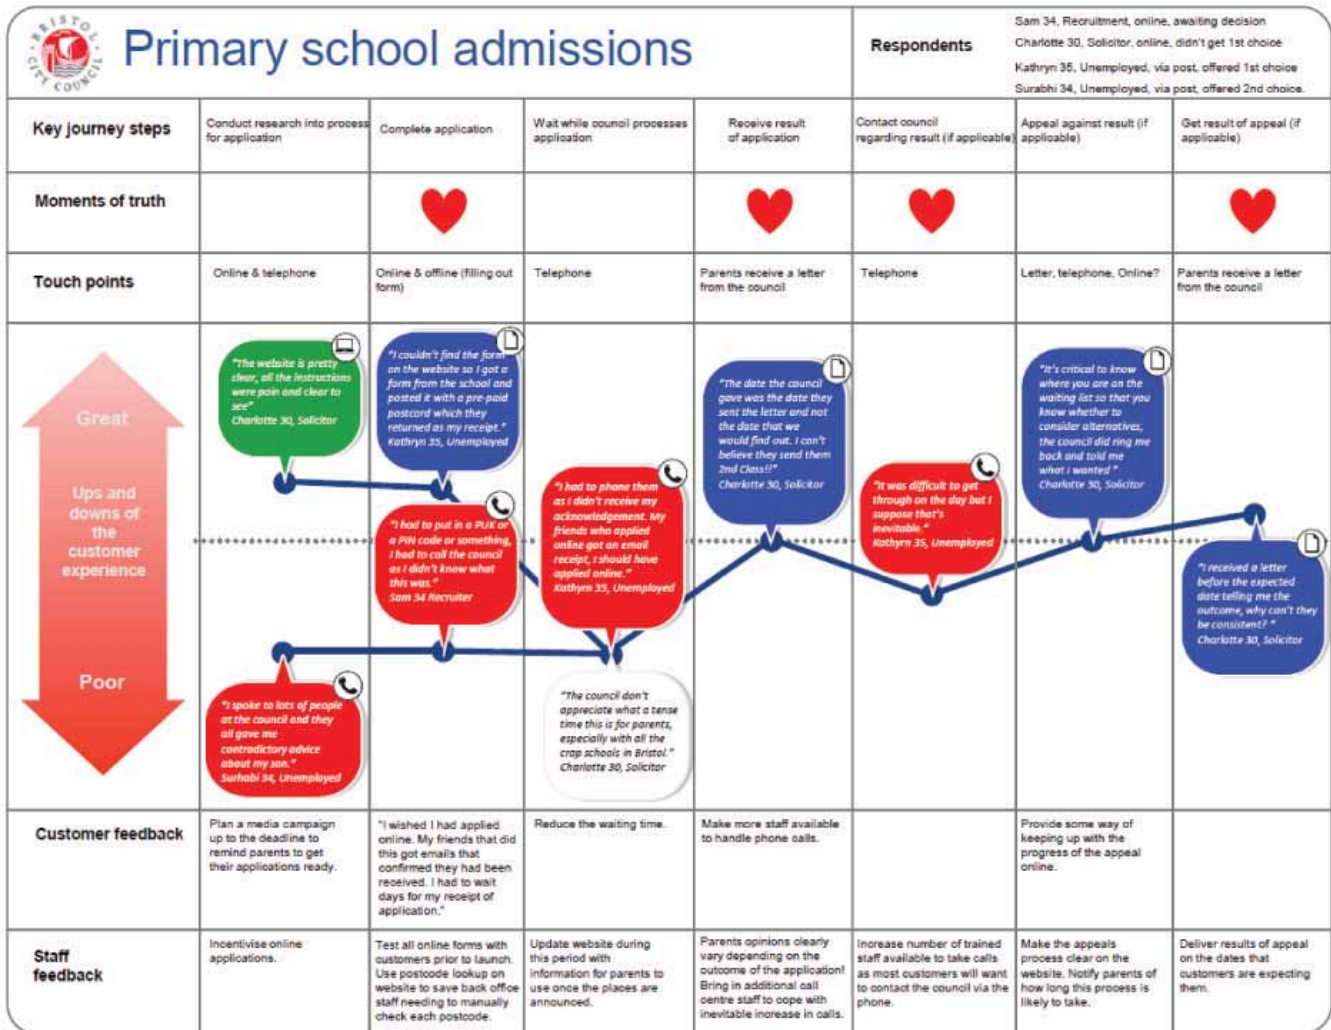 BRISTOL
CITY COUNCIL
Primary school admissions
Respondents
Sam 34, Recruitment, online, awaiting decision
Charlotte 30, Solicitor, online, didn't get 1st choice
Kathryn 35, Unemployed, via post, offered 1st choice
Surabhi 34, Unemployed, via post, offered 2nd choice.
Key journey steps
Conduct research into process
for application
Complete application
Wait while council processes
application
Receive result
of application
Contact council
regarding result (if applicable)
Appeal against result (if
applicable)
Get result of appeal (if
applicable)
Moments of truth
Touch points
Online & telephone
Online & offline (filling out
form)
Telephone
Parents receive a letter
from the council
Telephone
Letter, telephone, Online?
Parents receive a letter
from the council
Great
Ups and
downs of
the
customer
experience
Poor
"The website is pretty
clear, all the instructions
were pain and clear to
see"
Charlotte 30, Solicitor
"I spoke to lots of people
at the council and they
all gave me
contradictory advice
about my son."
Surhabi 34, Unemployed
"I couldn't find the form
on the website so I got a
form from the school and
posted it with a pre-paid
postcard which they
returned as my receipt."
Kathryn 35, Unemployed
"I had to put in a PUK or
a PIN code or something,
I had to call the council
as I didn't know what
this was."
Sam 34 Recruiter
"I had to phone them
as I didn't receive my
acknowledgement. My
friends who applied
online got an email
receipt, I should have
applied online."
Kathyrn 35, Unemployed
"The council don't
appreciate what a tense
time this is for parents,
especially with all the
crap schools in Bristol."
Charlotte 30, Solicitor
"The date the council
gave was the date they
sent the letter and not
the date that we
would find out. I can't
believe they send them
2nd Class!!"
Charlotte 30, Solicitor
"It was difficult to get
through on the day but I
suppose that's
inevitable."
Kathyrn 35, Unemployed
"It's critical to know
where you are on the
waiting list so that you
know whether to
consider alternatives,
the council did ring me
back and told me
what I wanted "
Charlotte 30, Solicitor
"I received a letter
before the expected
date telling me the
outcome, why can't they
be consistent? "
Charlotte 30, Solicitor
Customer feedback
Plan a media campaign
up to the deadline to
remind parents to get
their applications ready.
"I wished I had applied
online. My friends that did
this got emails that
confirmed they had been
received. I had to wait
days for my receipt of
application."
Reduce the waiting time.
Make more staff available
to handle phone calls.
Provide some way of
keeping up with the
progress of the appeal
online.
Staff
feedback
Incentivise online
applications.
Test all online forms with
customers prior to launch.
Use postcode lookup on
website to save back office
staff needing to manually
check each postcode.
Update website during
this period with
information for parents to
use once the places are
announced.
Parents opinions clearly
vary depending on the
outcome of the application!
Bring in additional call
centre staff to cope with
inevitable increase in calls.
Increase number of trained
staff available to take calls
as most customers will want
to contact the council via the
phone.
Make the appeals
process clear on the
website. Notify parents of
how long this process is
likely to take.
Deliver results of appeal
on the dates that
customers are expecting
them.